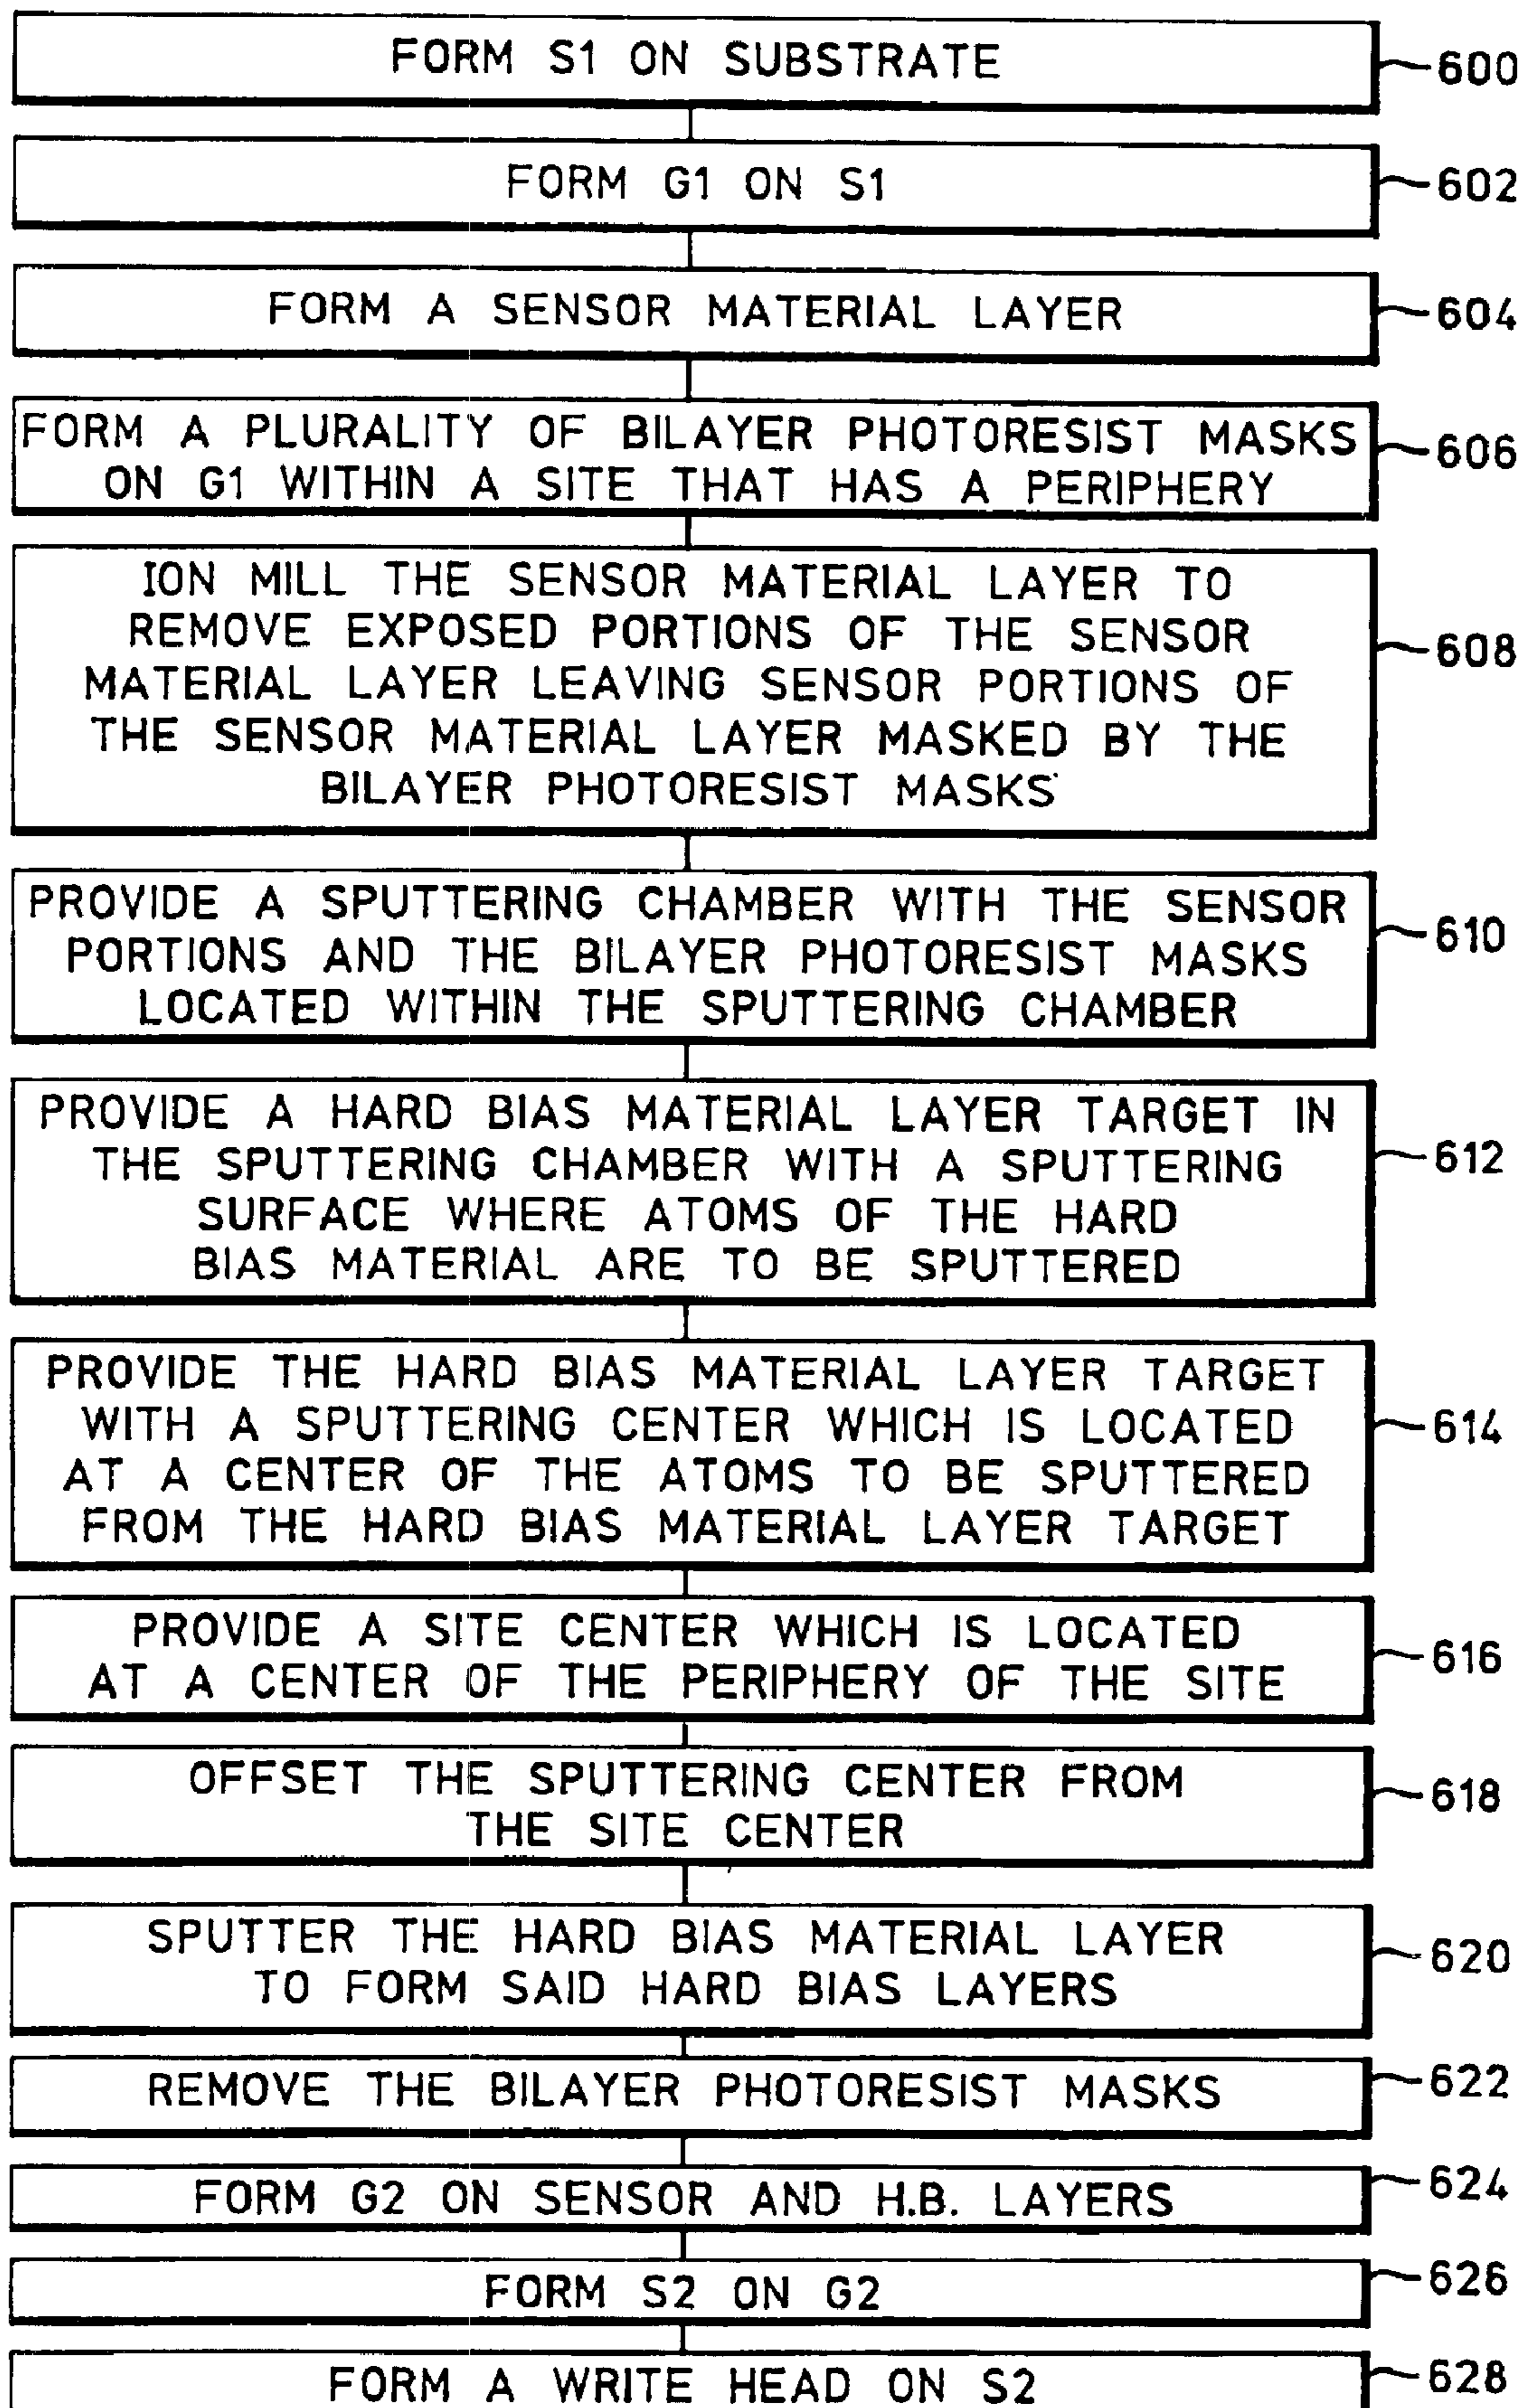 FORM S1 ON SUBSTRATE
600
FORM G1 ON S1
602
FORM A SENSOR MATERIAL LAYER
604
FORM A PLURALITY OF BILAYER PHOTORESIST MASKS
ON G1 WITHIN A SITE THAT HAS A PERIPHERY
606
ION MILL THE SENSOR MATERIAL LAYER TO
REMOVE EXPOSED PORTIONS OF THE SENSOR
MATERIAL LAYER LEAVING SENSOR PORTIONS OF
THE SENSOR MATERIAL LAYER MASKED BY THE
BILAYER PHOTORESIST MASKS
608
PROVIDE A SPUTTERING CHAMBER WITH THE SENSOR
PORTIONS AND THE BILAYER PHOTORESIST MASKS
LOCATED WITHIN THE SPUTTERING CHAMBER
610
PROVIDE A HARD BIAS MATERIAL LAYER TARGET IN
THE SPUTTERING CHAMBER WITH A SPUTTERING
SURFACE WHERE ATOMS OF THE HARD
BIAS MATERIAL ARE TO BE SPUTTERED
612
PROVIDE THE HARD BIAS MATERIAL LAYER TARGET
WITH A SPUTTERING CENTER WHICH IS LOCATED
AT A CENTER OF THE ATOMS TO BE SPUTTERED
FROM THE HARD BIAS MATERIAL LAYER TARGET
614
PROVIDE A SITE CENTER WHICH IS LOCATED
AT A CENTER OF THE PERIPHERY OF THE SITE
616
OFFSET THE SPUTTERING CENTER FROM
THE SITE CENTER
618
SPUTTER THE HARD BIAS MATERIAL LAYER
TO FORM SAID HARD BIAS LAYERS
620
REMOVE THE BILAYER PHOTORESIST MASKS
622
FORM G2 ON SENSOR AND H.B. LAYERS
624
FORM S2 ON G2
626
FORM A WRITE HEAD ON S2
628